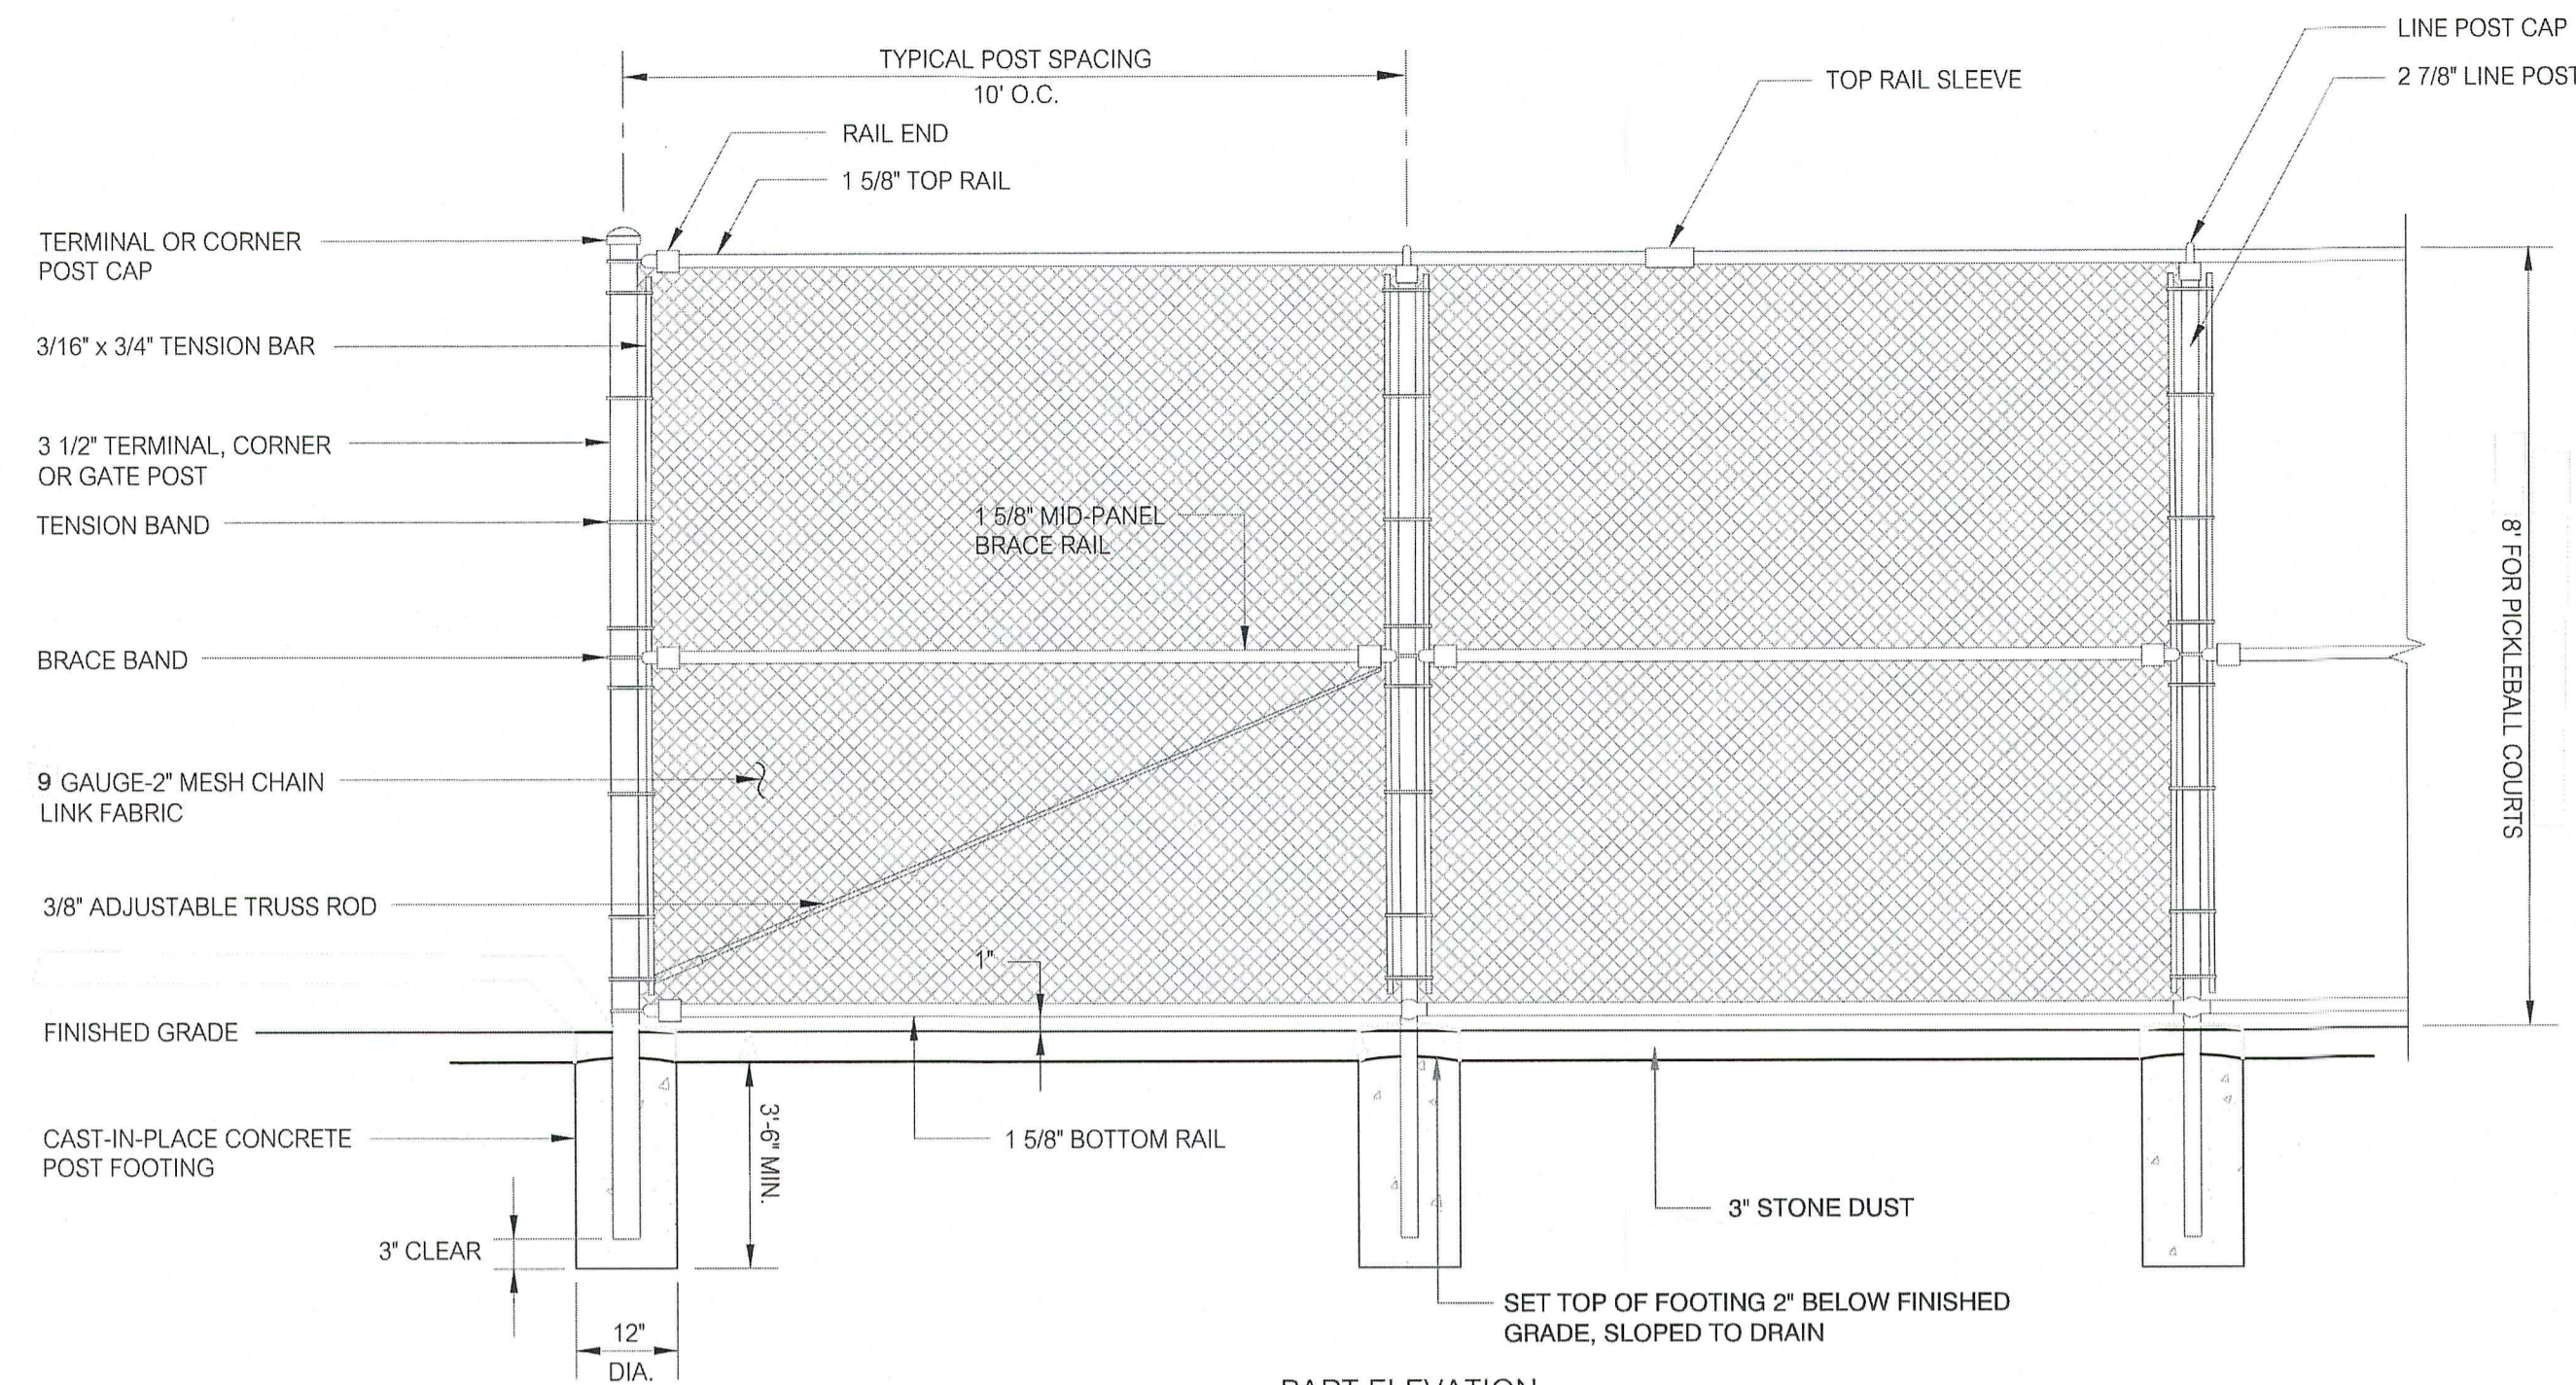 TYPICAL POST SPACING
10' O.C.
LINE POST CAP
2 7/8" LINE POST
TOP RAIL SLEEVE
RAIL END
1 5/8" TOP RAIL
TERMINAL OR CORNER
POST CAP
3/16" x 3/4" TENSION BAR
3 1/2" TERMINAL, CORNER
OR GATE POST
TENSION BAND
1 5/8" MID-PANEL
BRACE RAIL
8' FOR PICKLEBALL COURTS
BRACE BAND
9 GAUGE-2" MESH CHAIN
LINK FABRIC
3/8" ADJUSTABLE TRUSS ROD
1"
FINISHED GRADE
CAST-IN-PLACE CONCRETE
POST FOOTING
3'-6" MIN.
1 5/8" BOTTOM RAIL
3" STONE DUST
3" CLEAR
SET TOP OF FOOTING 2" BELOW FINISHED
GRADE, SLOPED TO DRAIN
12"
DIA.
PART ELEVATION